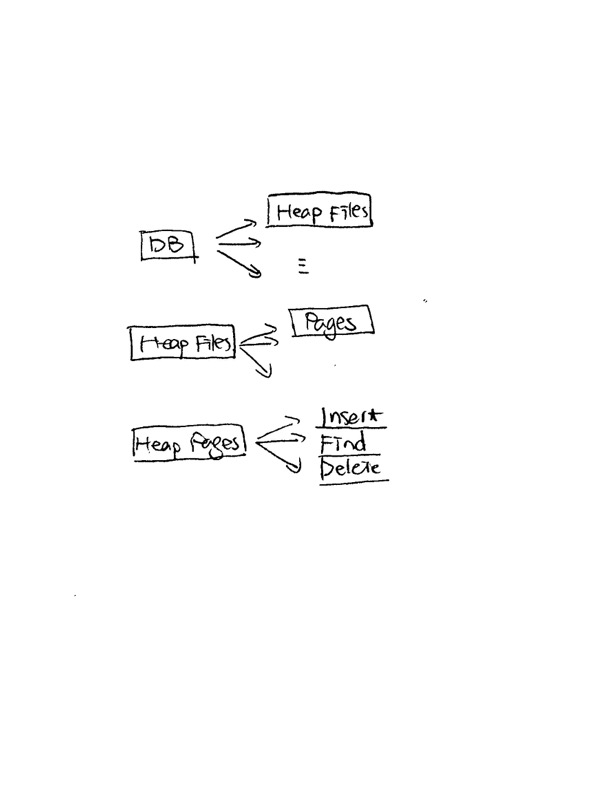 Heap Files
DB
Pages
Heap Files
Insert
Find
Heap Pages
Delete